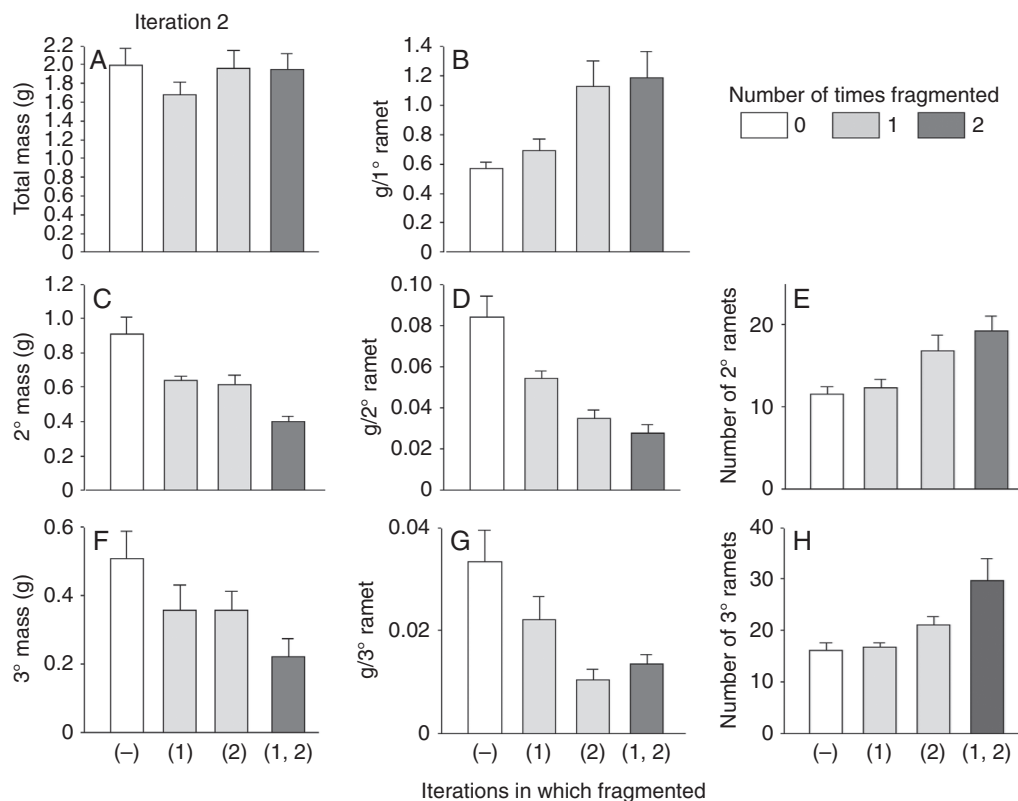 Iteration 2
A
Total mass (g)
2.2
2.0
1.8
1.6
1.4
1.2
1.0
0.8
0.6
0.4
0.2
0
B
g/1° ramet
1.4
1.2
1.0
0.8
0.6
0.4
0.2
0
Number of times fragmented
0 1 2
C
2° mass (g)
1.2
1.0
0.8
0.6
0.4
0.2
0
D
g/2° ramet
0.10
0.08
0.06
0.04
0.02
0
E
Number of 2° ramets
20
10
0
F
3° mass (g)
0.6
0.4
0.2
0
(–) (1) (2) (1, 2)
G
g/3° ramet
0.04
0.02
0
(–) (1) (2) (1, 2)
H
Number of 3° ramets
40
30
20
10
0
(–) (1) (2) (1, 2)
Iterations in which fragmented